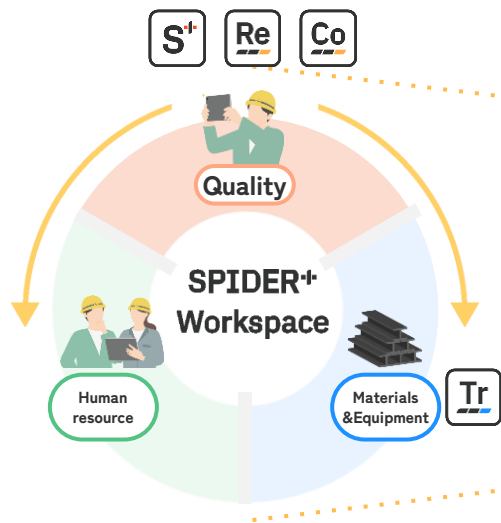 S+
Re
Co
Quality
SPIDER+
Workspace
Human
resource
Materials
&Equipment
Tr